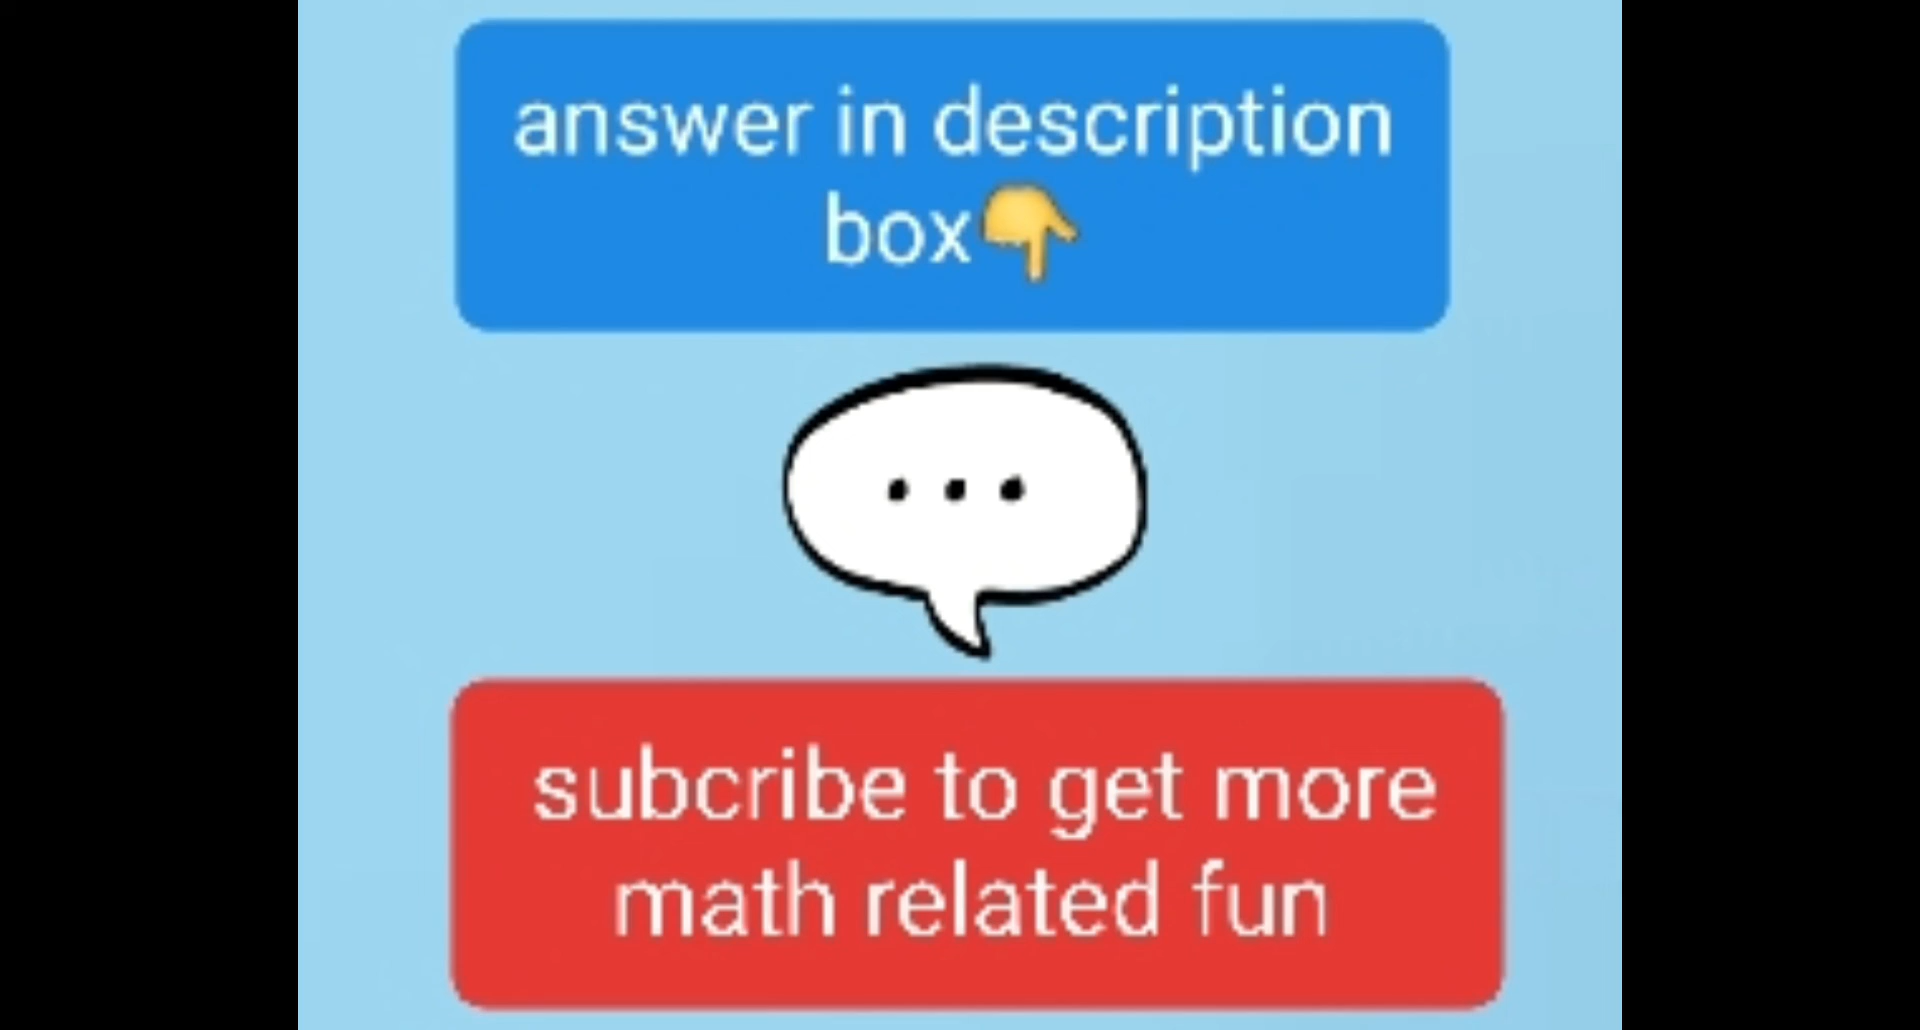 answer in description
box👇
...
subcribe to get more
math related fun